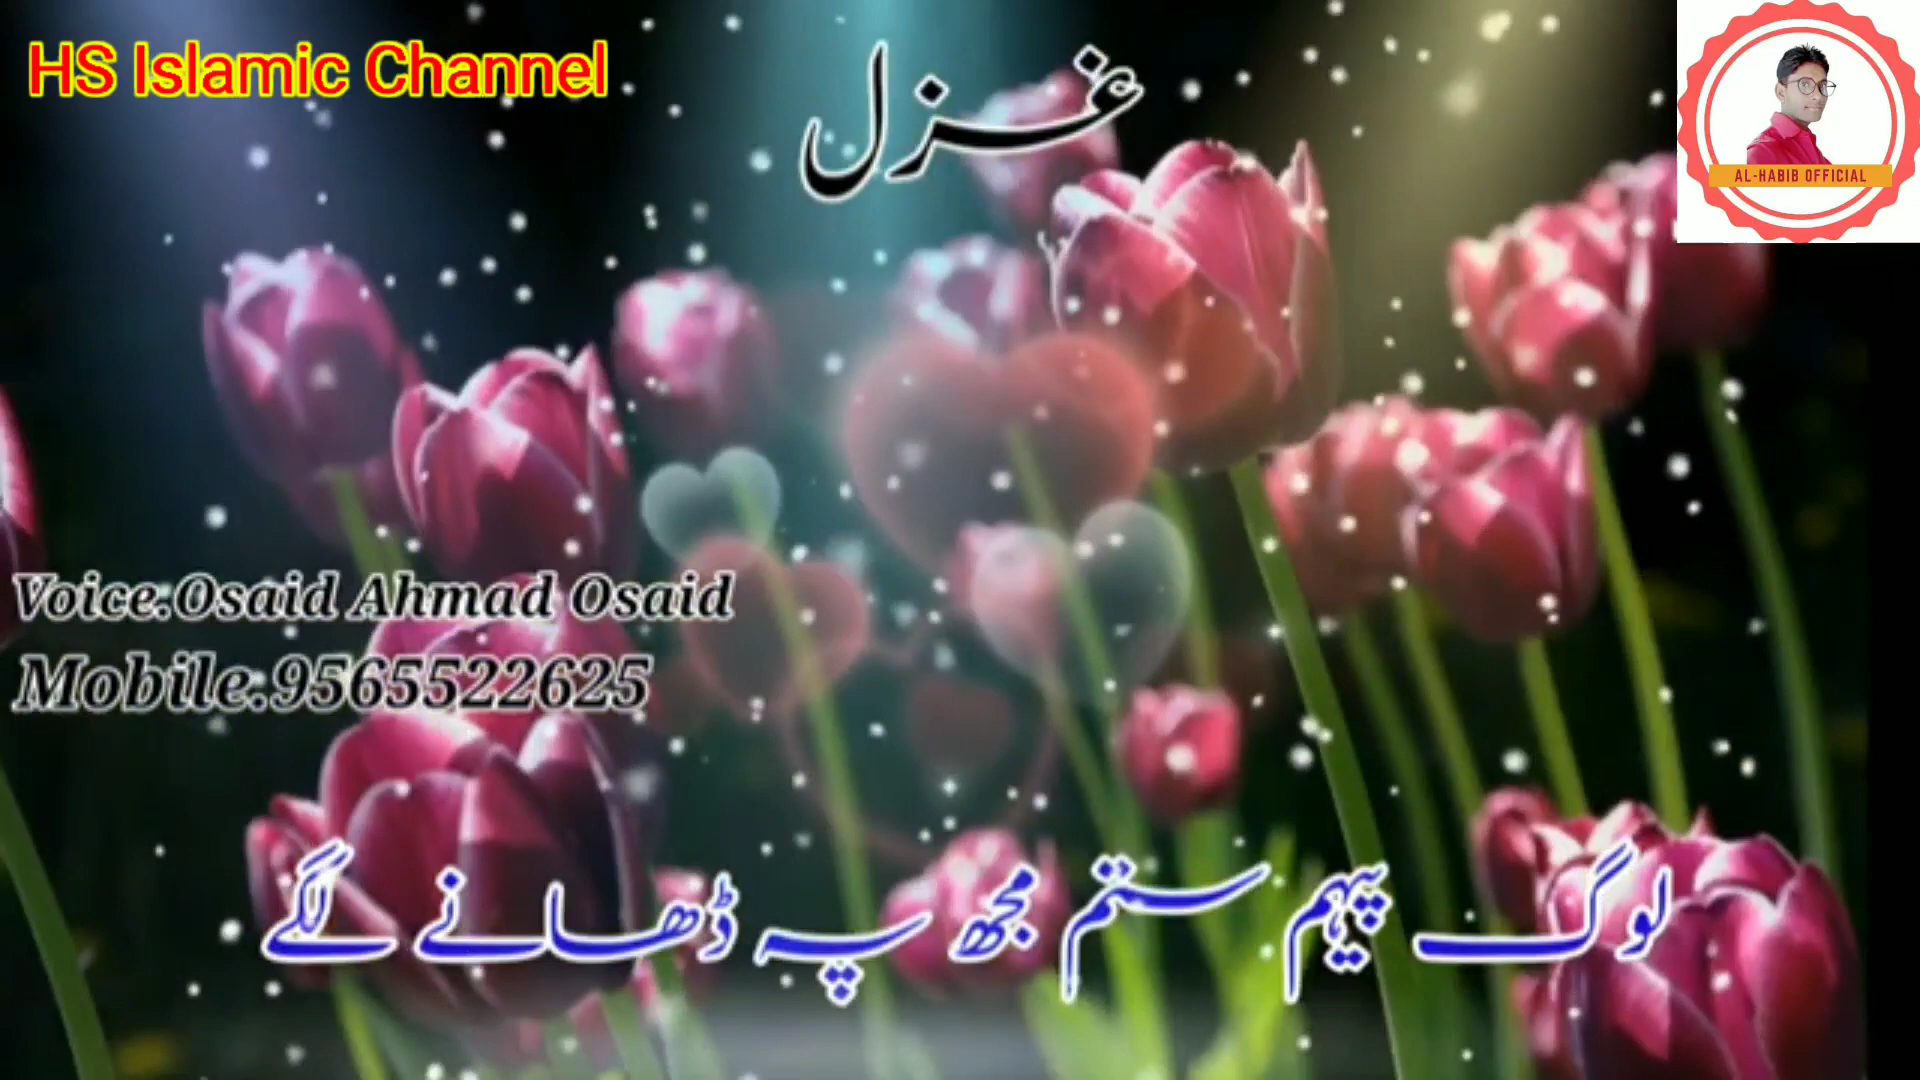 HS Islamic Channel
غزل
AL-HABIB OFFICIAL
Voice.Osaid Ahmad Osaid
Mobile.9565522625
لوگ پیہم ستم مجھ پہ ڈھانے لگے